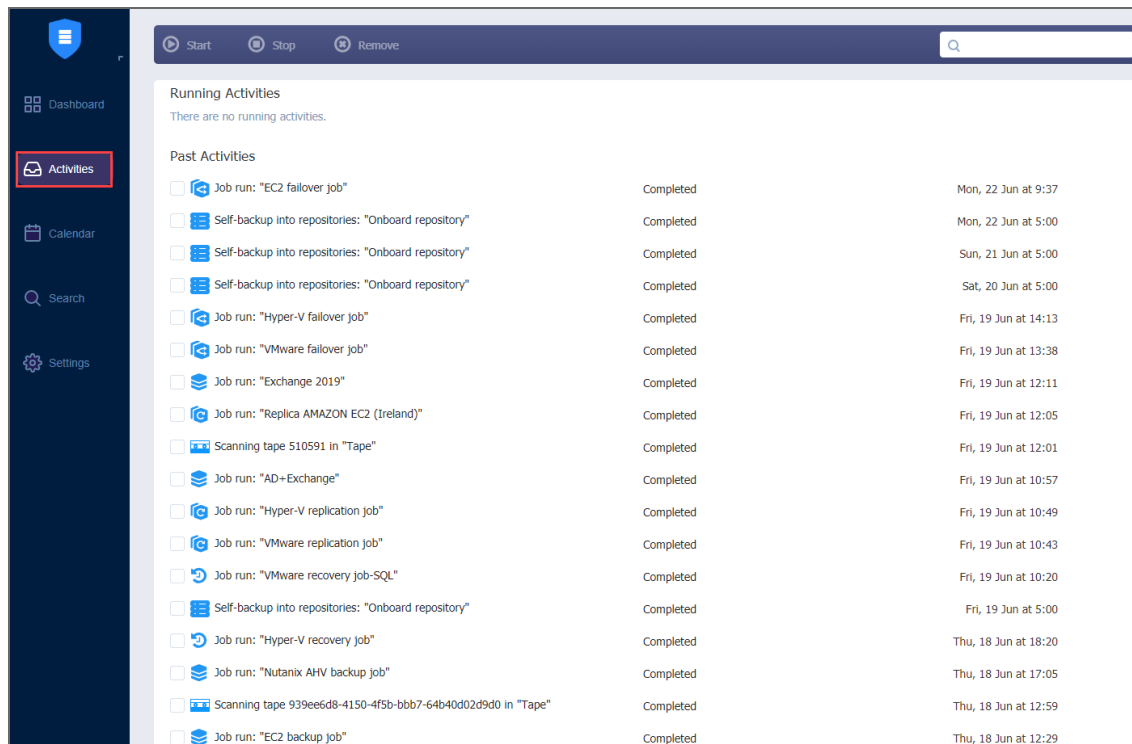 Start Stop Remove
Dashboard
Activities
Calendar
Search
Settings
Running Activities
There are no running activities.
Past Activities
Job run: "EC2 failover job" Completed Mon, 22 Jun at 9:37
Self-backup into repositories: "Onboard repository" Completed Mon, 22 Jun at 5:00
Self-backup into repositories: "Onboard repository" Completed Sun, 21 Jun at 5:00
Self-backup into repositories: "Onboard repository" Completed Sat, 20 Jun at 5:00
Job run: "Hyper-V failover job" Completed Fri, 19 Jun at 14:13
Job run: "VMware failover job" Completed Fri, 19 Jun at 13:38
Job run: "Exchange 2019" Completed Fri, 19 Jun at 12:11
Job run: "Replica AMAZON EC2 (Ireland)" Completed Fri, 19 Jun at 12:05
Scanning tape 510591 in "Tape" Completed Fri, 19 Jun at 12:01
Job run: "AD+Exchange" Completed Fri, 19 Jun at 10:57
Job run: "Hyper-V replication job" Completed Fri, 19 Jun at 10:49
Job run: "VMware replication job" Completed Fri, 19 Jun at 10:43
Job run: "VMware recovery job-SQL" Completed Fri, 19 Jun at 10:20
Self-backup into repositories: "Onboard repository" Completed Fri, 19 Jun at 5:00
Job run: "Hyper-V recovery job" Completed Thu, 18 Jun at 18:20
Job run: "Nutanix AHV backup job" Completed Thu, 18 Jun at 17:05
Scanning tape 939ee6d8-4150-4f5b-bbb7-64b40d02d9d0 in "Tape" Completed Thu, 18 Jun at 12:59
Job run: "EC2 backup job" Completed Thu, 18 Jun at 12:29